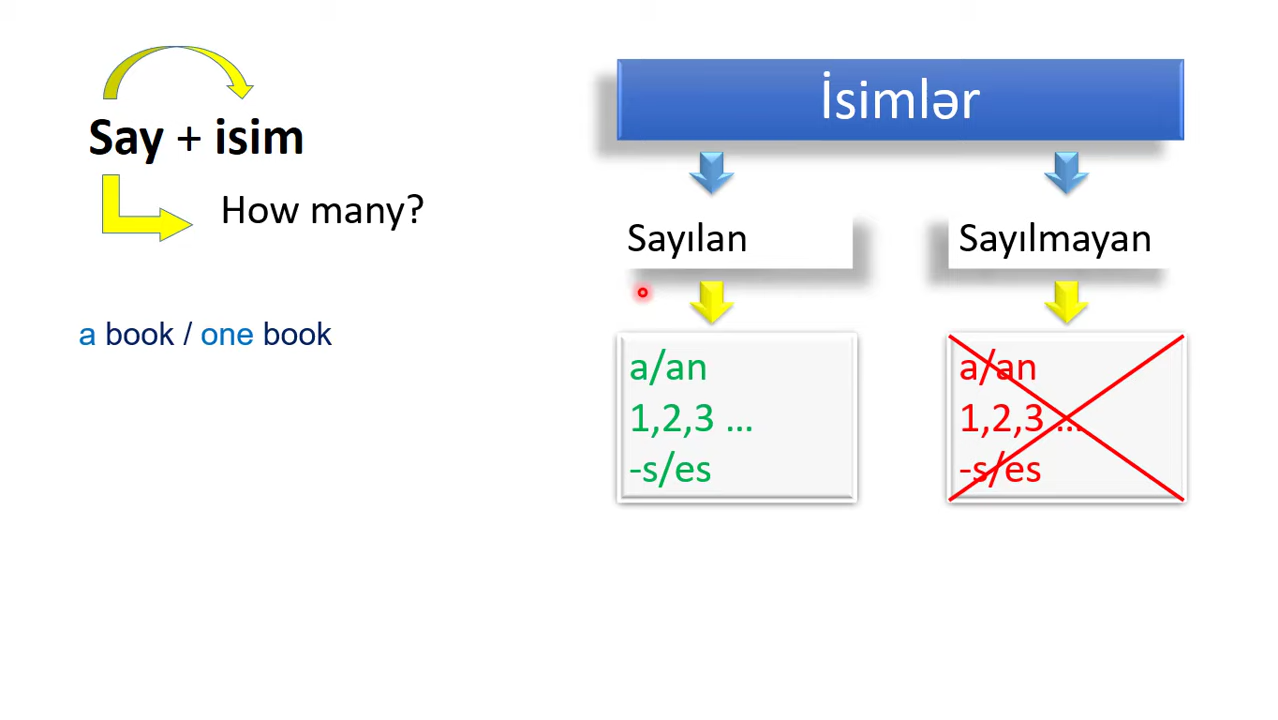 Say + isim
How many?
a book / one book
İsimlər
Sayılan
Sayılmayan
a/an
1,2,3 ...
-s/es
a/an
1,2,3 ...
-s/es